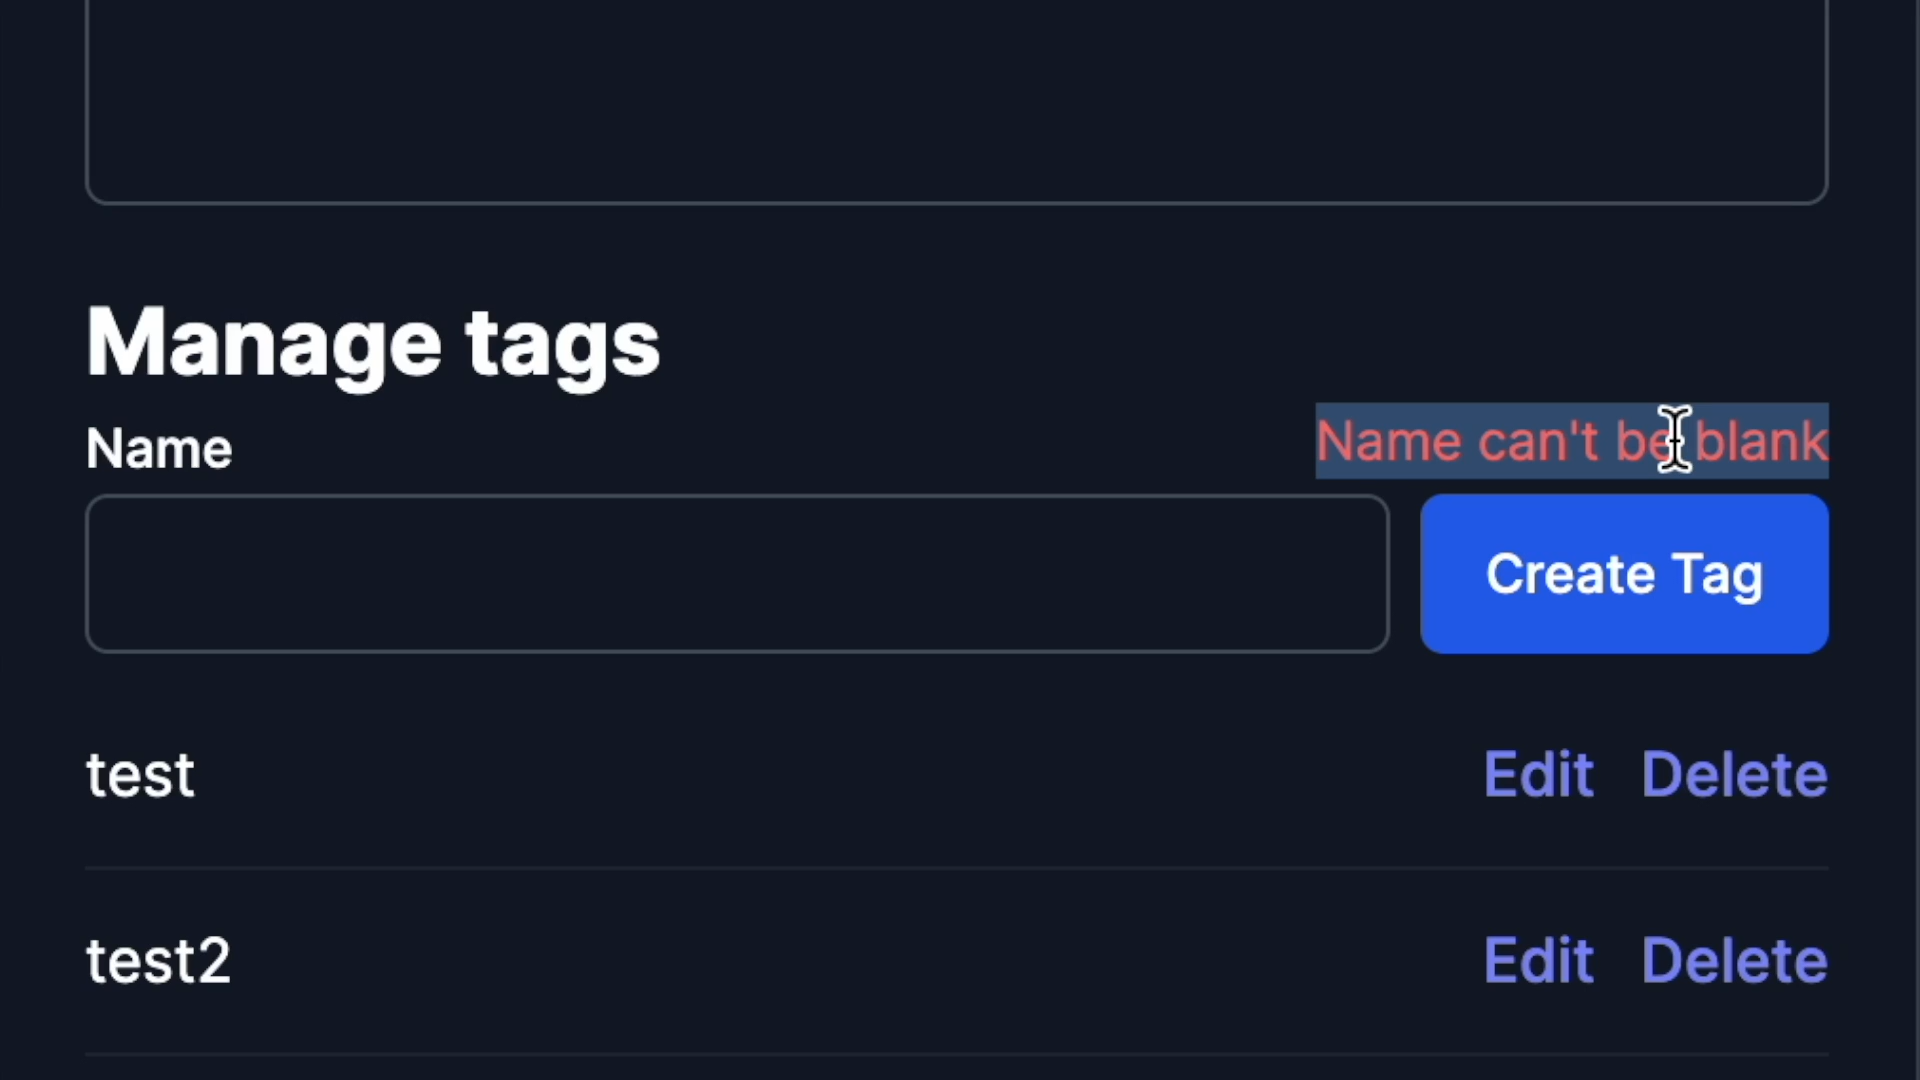 Manage tags
Name
Name can't be blank
Create Tag
test
Edit Delete
test2
Edit Delete